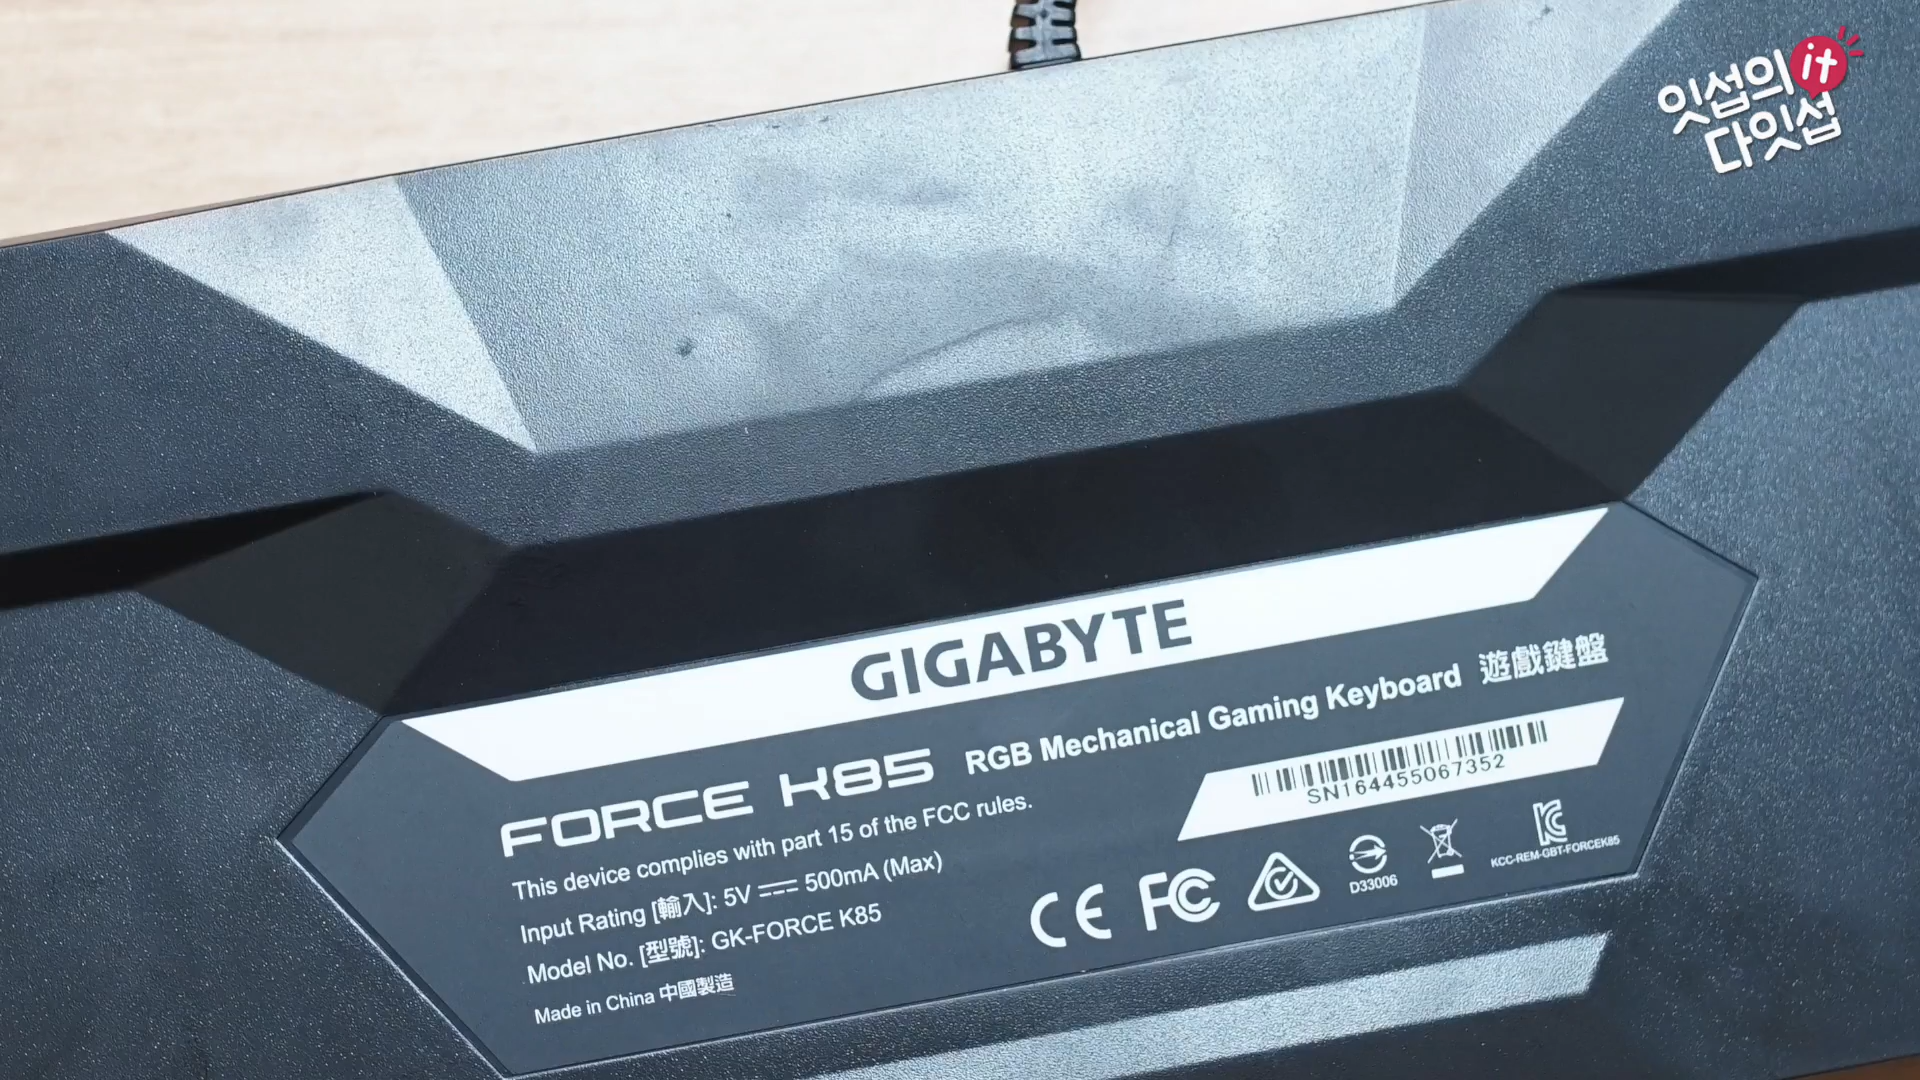 잇섭의 it
다잇섭
GIGABYTE
FORCE K85 RGB Mechanical Gaming Keyboard 遊戲鍵盤
This device complies with part 15 of the FCC rules.
SN164455067352
Input Rating [輸入]: 5V 500mA (Max)
Model No. [型號]: GK-FORCE K85
Made in China 中國製造
CE FC
D33006
KCC-REM-GBT-FORCEK85